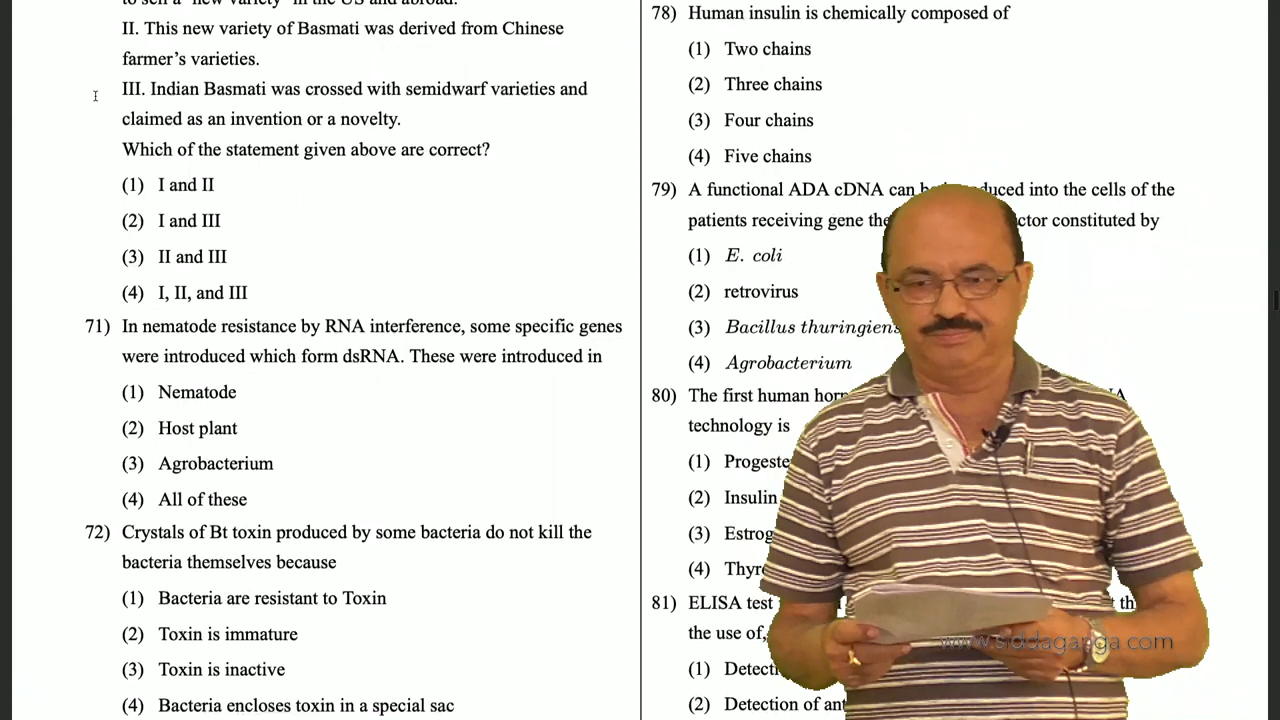 to sell a "new variety" in the US and abroad.
II. This new variety of Basmati was derived from Chinese
farmer's varieties.
III. Indian Basmati was crossed with semidwarf varieties and
claimed as an invention or a novelty.
Which of the statement given above are correct?
(1) I and II
(2) I and III
(3) II and III
(4) I, II, and III
71) In nematode resistance by RNA interference, some specific genes
were introduced which form dsRNA. These were introduced in
(1) Nematode
(2) Host plant
(3) Agrobacterium
(4) All of these
72) Crystals of Bt toxin produced by some bacteria do not kill the
bacteria themselves because
(1) Bacteria are resistant to Toxin
(2) Toxin is immature
(3) Toxin is inactive
(4) Bacteria encloses toxin in a special sac
78) Human insulin is chemically composed of
(1) Two chains
(2) Three chains
(3) Four chains
(4) Five chains
79) A functional ADA cDNA can be into the cells of the
patients receiving gene constituted by
(1) E. coli
(2) retrovirus
(3) Bacillus
(4) Agrobacterium
80) The first human
technology is
(1)
(2) Insulin
(3)
(4)
81) ELISA test
the use of,
(1)
(2) Detection of
www.siddaganga.com